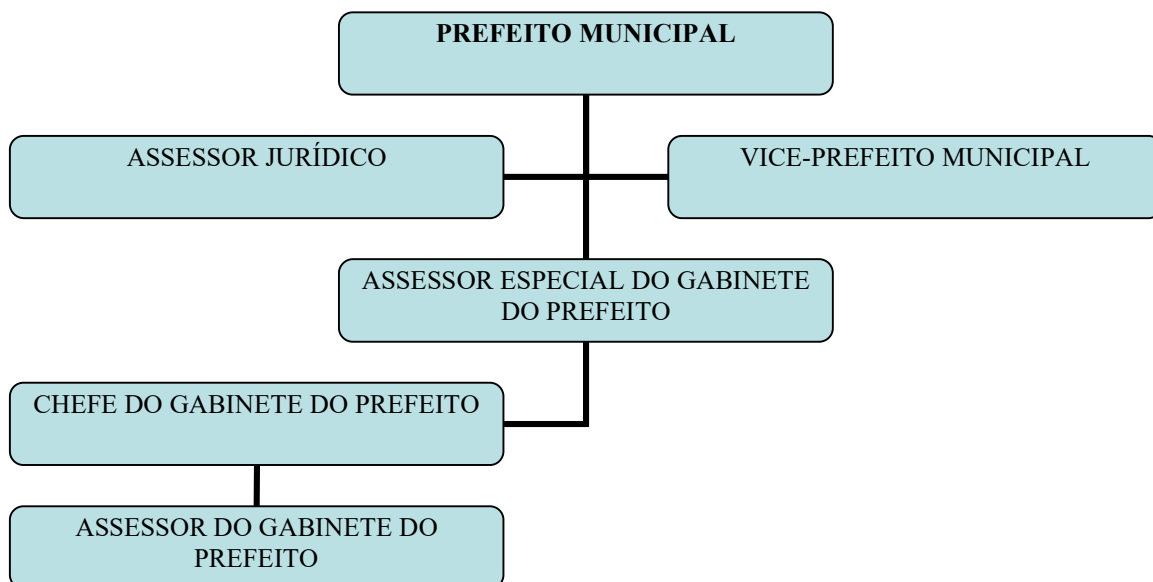 PREFEITO MUNICIPAL
ASSESSOR JURÍDICO
VICE-PREFEITO MUNICIPAL
ASSESSOR ESPECIAL DO GABINETE
DO PREFEITO
CHEFE DO GABINETE DO PREFEITO
ASSESSOR DO GABINETE DO
PREFEITO